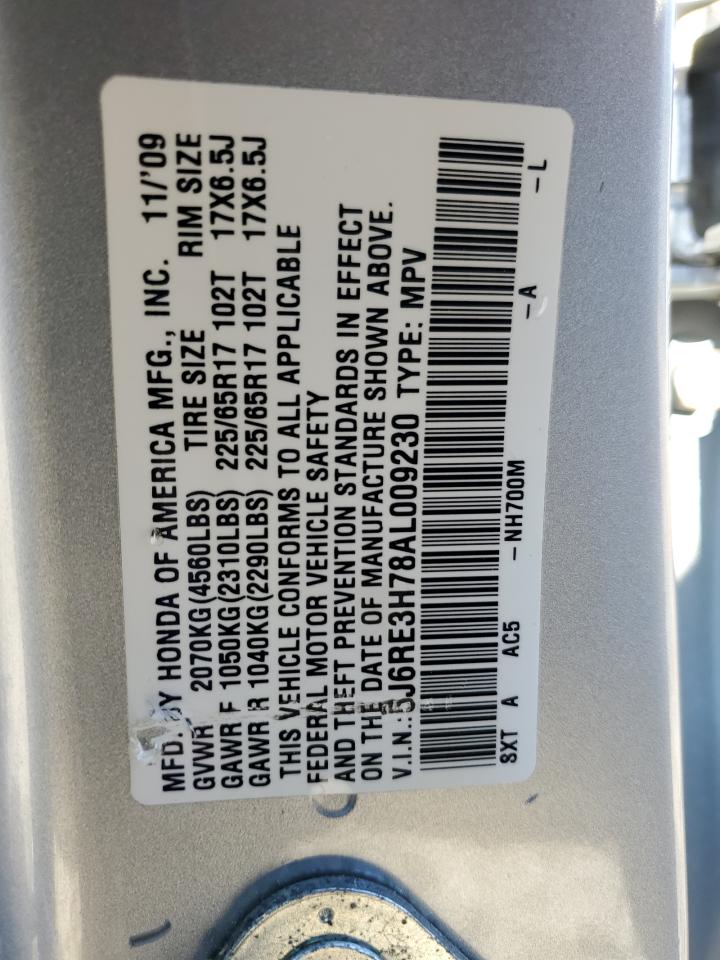 MFD. BY HONDA OF AMERICA MFG., INC. 11/'09
GVWR 2070KG(4560LBS) TIRE SIZE RIM SIZE
GAWR F 1050KG(2310LBS) 225/65R17 102T 17X6.5J
GAWR R 1040KG(2290LBS) 225/65R17 102T 17X6.5J
THIS VEHICLE CONFORMS TO ALL APPLICABLE
FEDERAL MOTOR VEHICLE SAFETY
AND THEFT PREVENTION STANDARDS IN EFFECT
ON THE DATE OF MANUFACTURE SHOWN ABOVE.
V.I.N.: 5J6RE3H78AL009230 TYPE: MPV
SXT A AC5 -NH700M -A -L